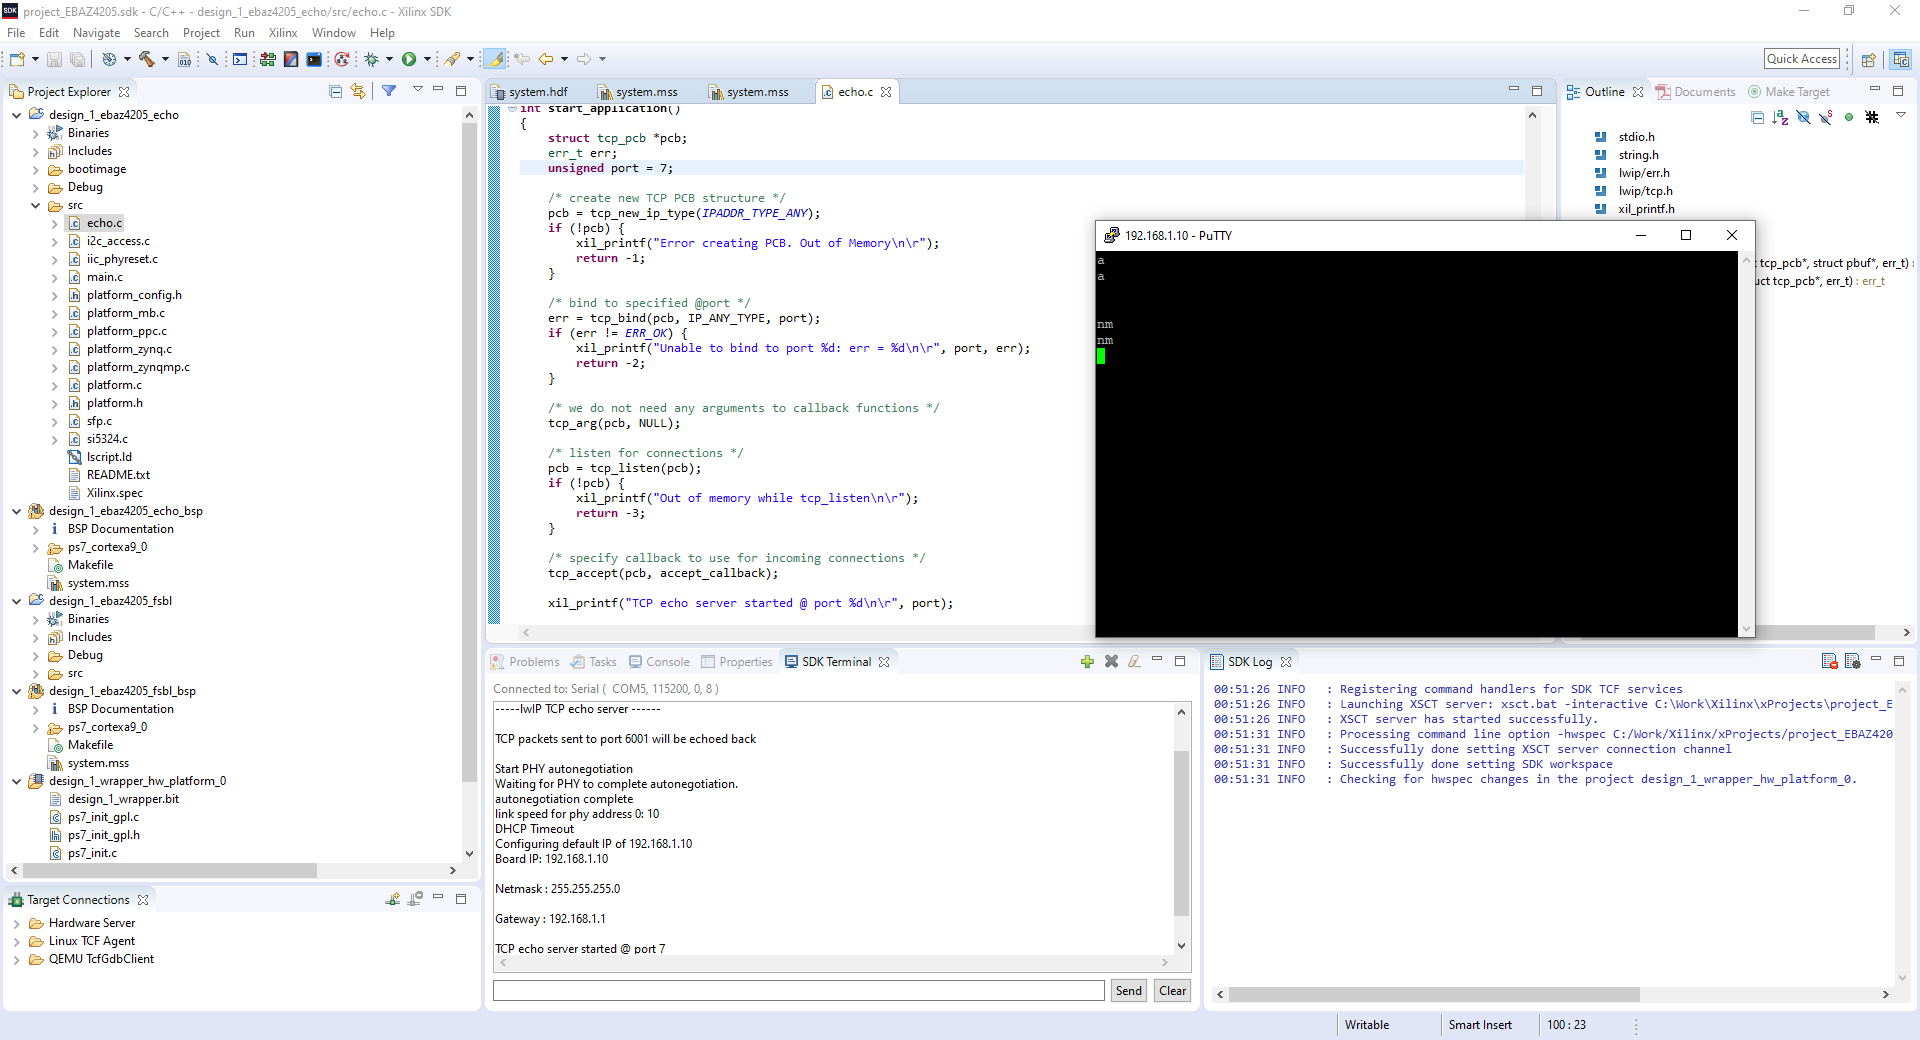 project_EBAZ4205.sdk - C/C++ - design_1_ebaz4205_echo/src/echo.c - Xilinx SDK
File Edit Navigate Search Project Run Xilinx Window Help
Quick Access
Project Explorer
design_1_ebaz4205_echo
Binaries
Includes
bootimage
Debug
src
echo.c
i2c_access.c
iic_phyreset.c
main.c
platform_config.h
platform_mb.c
platform_ppc.c
platform_zynq.c
platform_zynqmp.c
platform.c
platform.h
sfp.c
si5324.c
lscript.ld
README.txt
Xilinx.spec
design_1_ebaz4205_echo_bsp
BSP Documentation
ps7_cortexa9_0
Makefile
system.mss
design_1_ebaz4205_fsbl
Binaries
Includes
Debug
src
design_1_ebaz4205_fsbl_bsp
BSP Documentation
ps7_cortexa9_0
Makefile
system.mss
design_1_wrapper_hw_platform_0
design_1_wrapper.bit
ps7_init_gpl.c
ps7_init_gpl.h
ps7_init.c
Target Connections
Hardware Server
Linux TCF Agent
QEMU TcfGdbClient
system.hdf system.mss system.mss echo.c
int start_application()
{
struct tcp_pcb *pcb;
err_t err;
unsigned port = 7;
/* create new TCP PCB structure */
pcb = tcp_new_ip_type(IPADDR_TYPE_ANY);
if (!pcb) {
xil_printf("Error creating PCB. Out of Memory\n\r");
return -1;
}
/* bind to specified @port */
err = tcp_bind(pcb, IP_ANY_TYPE, port);
if (err != ERR_OK) {
xil_printf("Unable to bind to port %d: err = %d\n\r", port, err);
return -2;
}
/* we do not need any arguments to callback functions */
tcp_arg(pcb, NULL);
/* listen for connections */
pcb = tcp_listen(pcb);
if (!pcb) {
xil_printf("Out of memory while tcp_listen\n\r");
return -3;
}
/* specify callback to use for incoming connections */
tcp_accept(pcb, accept_callback);
xil_printf("TCP echo server started @ port %d\n\r", port);
Outline Documents Make Target
stdio.h
string.h
lwip/err.h
lwip/tcp.h
xil_printf.h
tcp_pcb*, struct pbuf*, err_t) :
uct tcp_pcb*, err_t) : err_t
192.168.1.10 - PuTTY
a
a
nm
nm
Problems Tasks Console Properties SDK Terminal
Connected to: Serial ( COM5, 115200, 0, 8 )
-----lwIP TCP echo server ------
TCP packets sent to port 6001 will be echoed back
Start PHY autonegotiation
Waiting for PHY to complete autonegotiation.
autonegotiation complete
link speed for phy address 0: 10
DHCP Timeout
Configuring default IP of 192.168.1.10
Board IP: 192.168.1.10
Netmask : 255.255.255.0
Gateway : 192.168.1.1
TCP echo server started @ port 7
Send Clear
SDK Log
00:51:26 INFO : Registering command handlers for SDK TCF services
00:51:26 INFO : Launching XSCT server: xsct.bat -interactive C:\Work\Xilinx\xProjects\project_E
00:51:26 INFO : XSCT server has started successfully.
00:51:31 INFO : Processing command line option -hwspec C:/Work/Xilinx/xProjects/project_EBAZ420
00:51:31 INFO : Successfully done setting XSCT server connection channel
00:51:31 INFO : Successfully done setting SDK workspace
00:51:31 INFO : Checking for hwspec changes in the project design_1_wrapper_hw_platform_0.
Writable Smart Insert 100 : 23